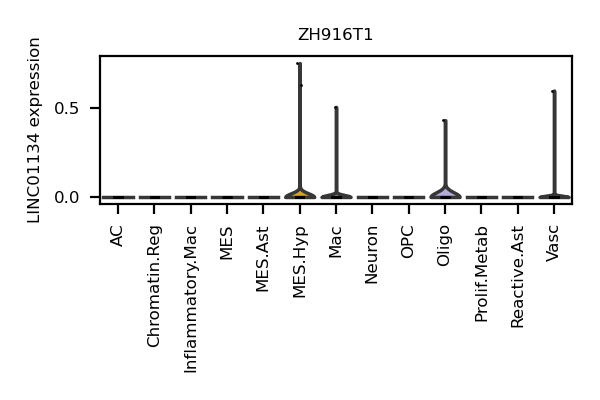 ZH916T1
LINC01134 expression
0.5
0.0
AC
Chromatin.Reg
Inflammatory.Mac
MES
MES.Ast
MES.Hyp
Mac
Neuron
OPC
Oligo
Prolif.Metab
Reactive.Ast
Vasc